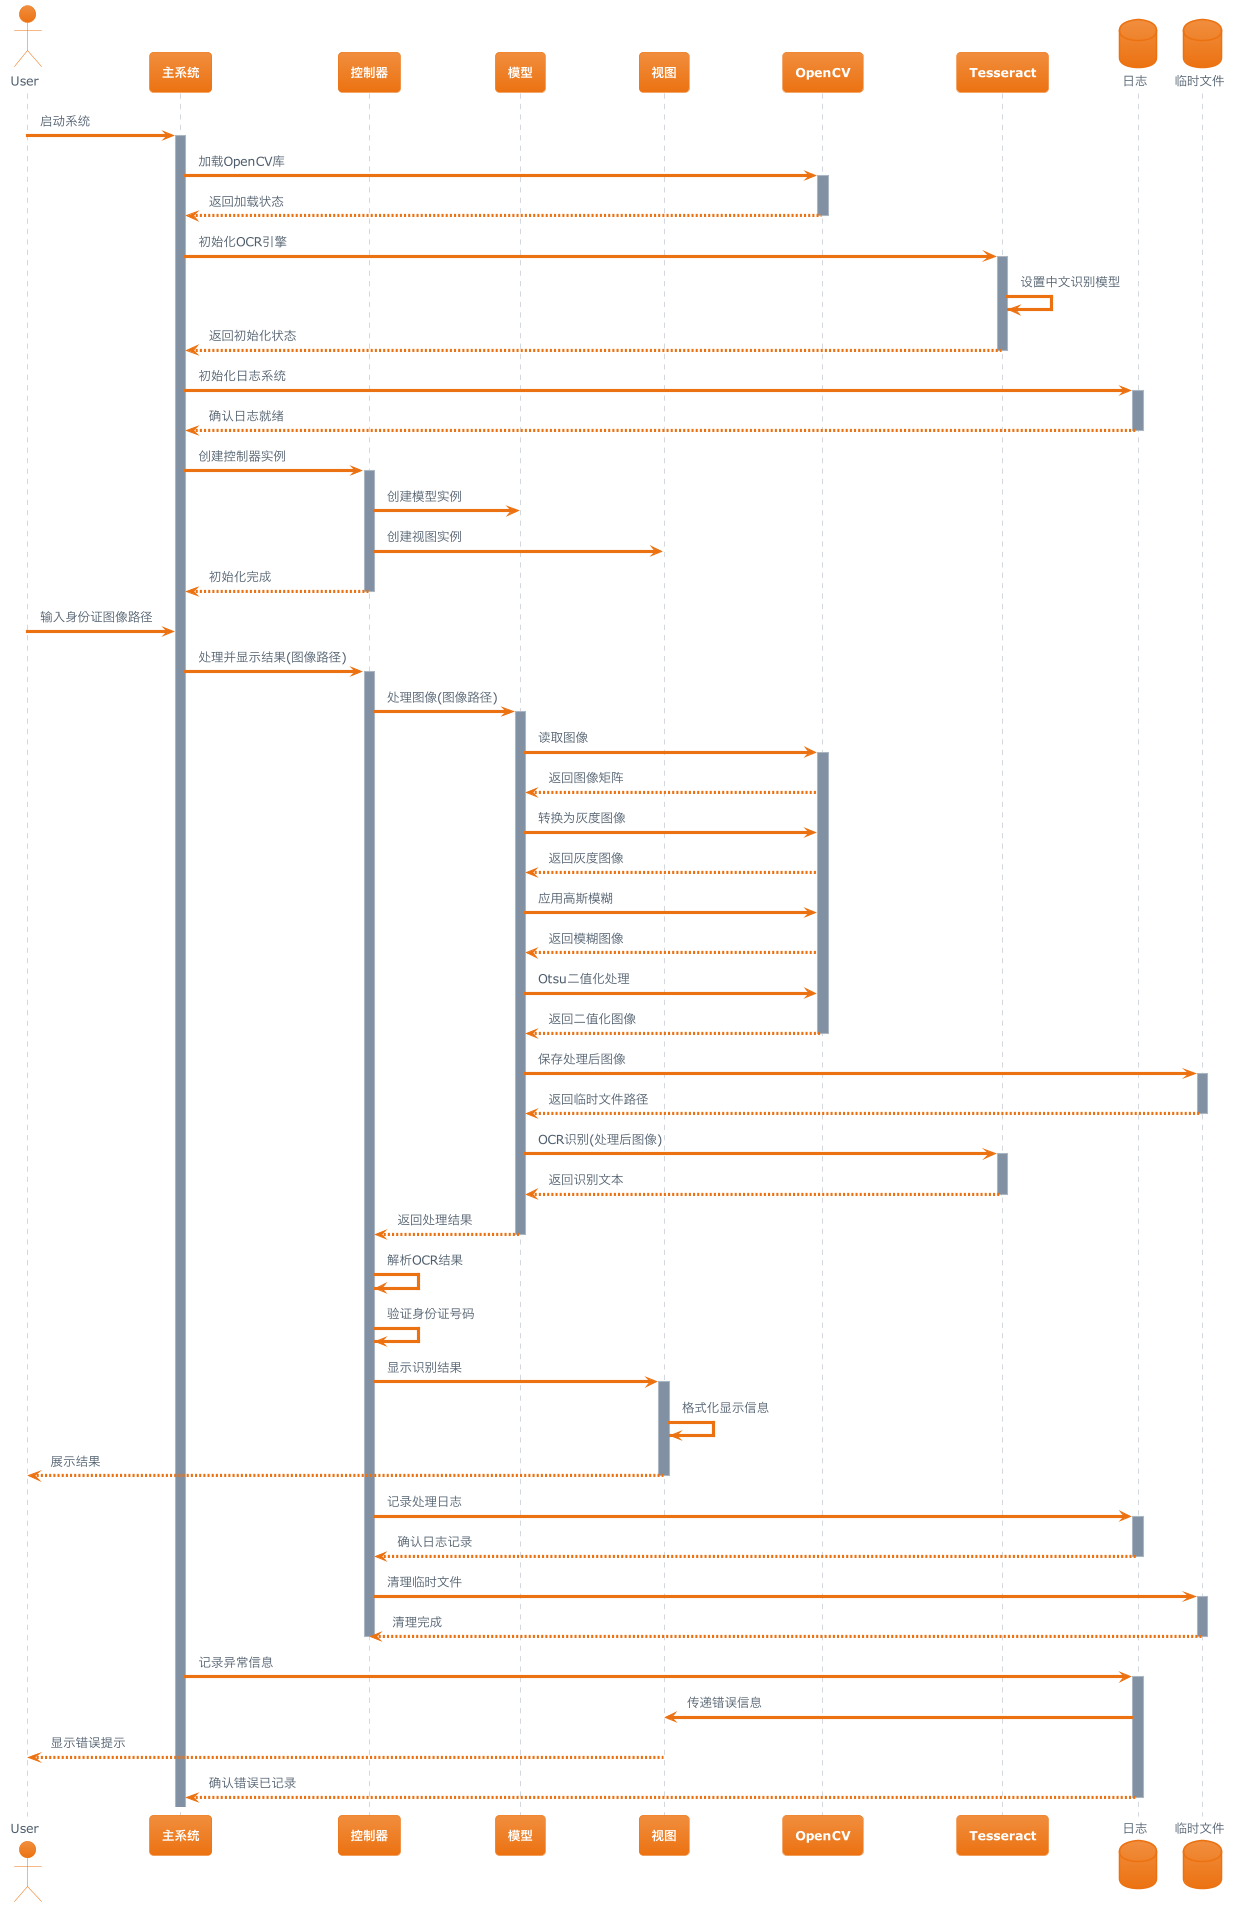 User
主系统
控制器
模型
视图
OpenCV
Tesseract
日志
临时文件
启动系统
加载OpenCV库
返回加载状态
初始化OCR引擎
设置中文识别模型
返回初始化状态
初始化日志系统
确认日志就绪
创建控制器实例
创建模型实例
创建视图实例
初始化完成
输入身份证图像路径
处理并显示结果(图像路径)
处理图像(图像路径)
读取图像
返回图像矩阵
转换为灰度图像
返回灰度图像
应用高斯模糊
返回模糊图像
Otsu二值化处理
返回二值化图像
保存处理后图像
返回临时文件路径
OCR识别(处理后图像)
返回识别文本
返回处理结果
解析OCR结果
验证身份证号码
显示识别结果
格式化显示信息
展示结果
记录处理日志
确认日志记录
清理临时文件
清理完成
记录异常信息
传递错误信息
显示错误提示
确认错误已记录
User
主系统
控制器
模型
视图
OpenCV
Tesseract
日志
临时文件